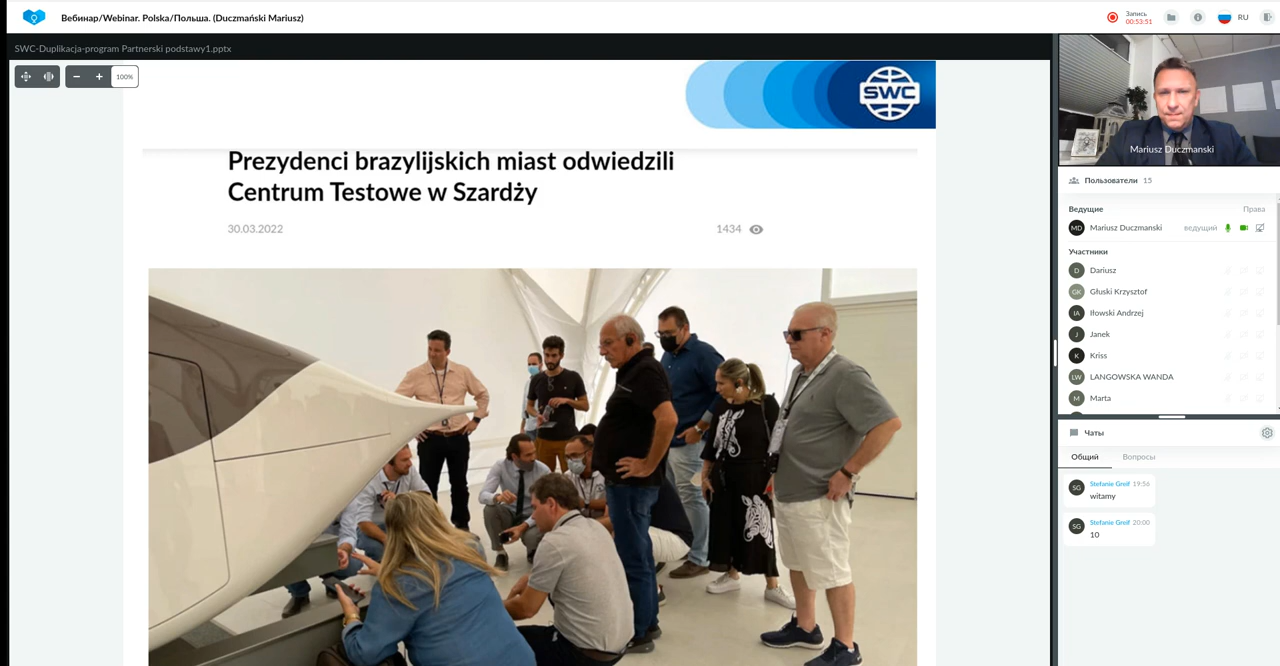 Вебинар/Webinar. Polska/Польша. (Duczmański Mariusz)
Запись
00:53:51
RU
SWC-Duplikacja-program Partnerski podstawy1.pptx
100%
SWC
Prezydenci brazylijskich miast odwiedzili
Centrum Testowe w Szardży
30.03.2022
1434
Mariusz Duczmanski
Пользователи 15
Ведущие
Права
MD Mariusz Duczmanski ведущий
Участники
D Dariusz
GK Głuski Krzysztof
IA Iłowski Andrzej
J Janek
K Kriss
LW LANGOWSKA WANDA
M Marta
Чаты
Общий Вопросы
SG Stefanie Greif 19:56
witamy
SG Stefanie Greif 20:00
10